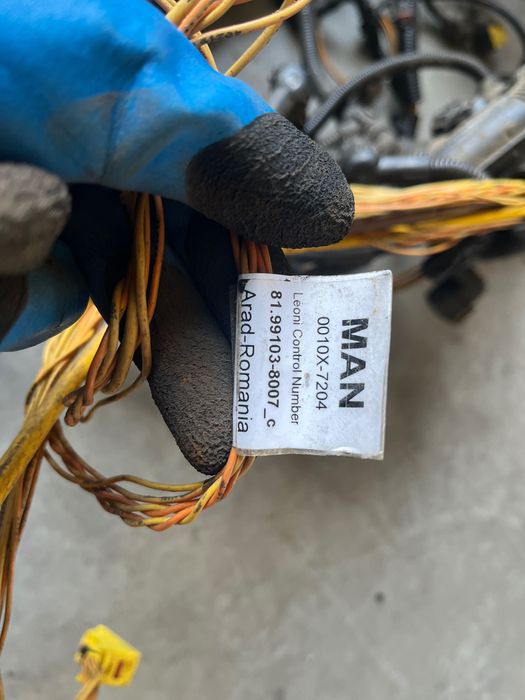 MAN
0010X-7204
Leoni Control Number
81.99103-8007_c
Arad-Romania